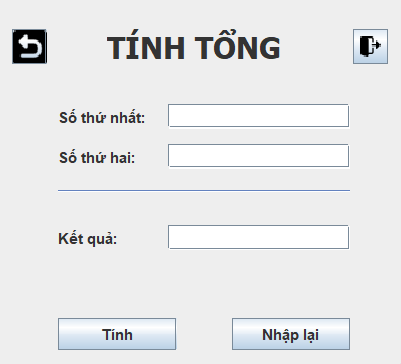 TÍNH TỔNG
Số thứ nhất:
Số thứ hai:
Kết quả:
Tính
Nhập lại